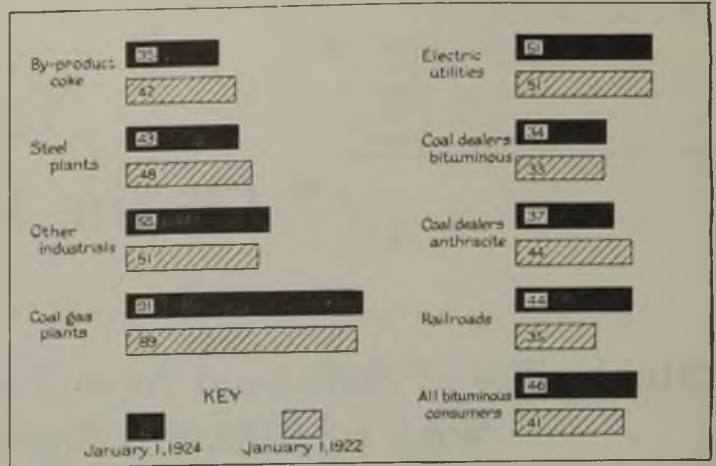 By-product
coke
35
42
Steel
plants
43
48
Other
industrials
55
51
Coal gas
plants
91
89
Electric
utilities
51
51
Coal dealers
bituminous
34
33
Coal dealers
anthracite
37
44
Railroads
44
35
All bituminous
consumers
46
41
KEY
January 1, 1924
January 1, 1922